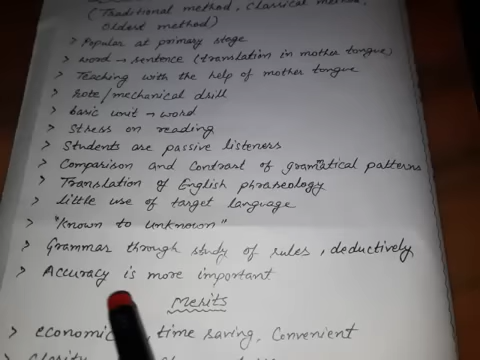 (Traditional method, Classical method,
Oldest method)
> Popular at primary stage
> word → sentence (translation in mother tongue)
> Teaching with the help of mother tongue
> Rote/mechanical drill
> basic unit → word
> Stress on reading
> Students are passive listeners
> Comparison and Contrast of gramatical patterns
> Translation of English phraseology
> little use of target language
> "Known to unknown"
> Grammar through study of rules, deductively
> Accuracy is more important
Merits
> time saving, Convenient